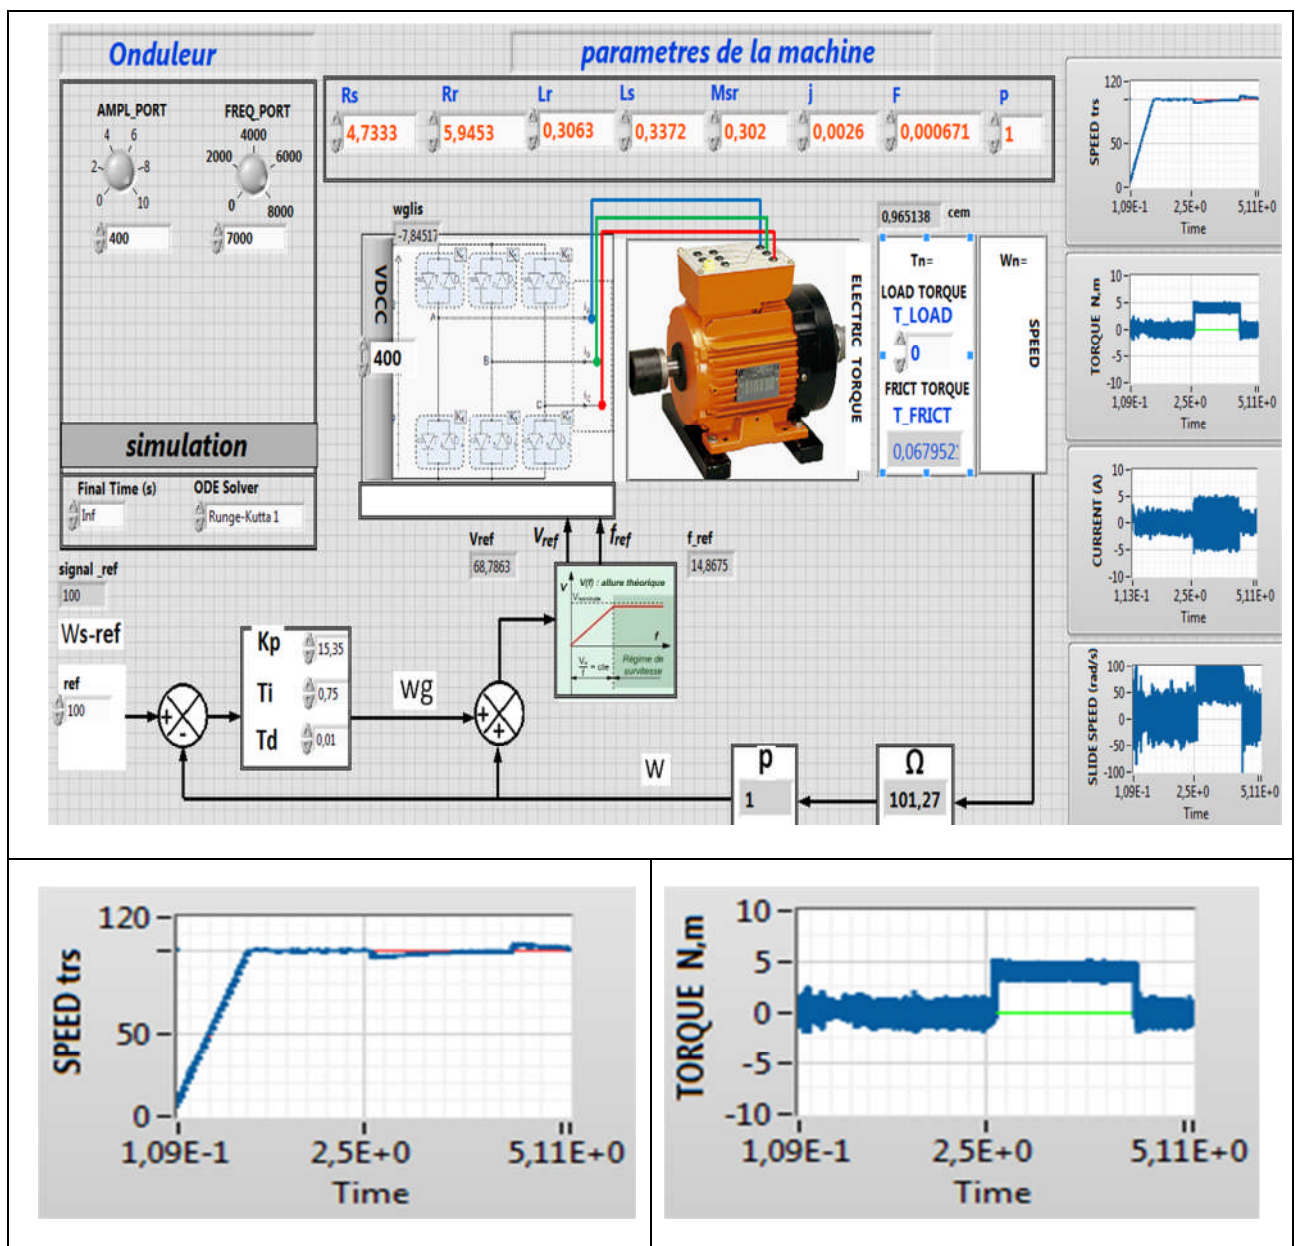 Onduleur
parametres de la machine
AMPL_PORT
FREQ_PORT
4 6
2 8
0 10
400
4000
2000 6000
0 8000
7000
Rs Rr Lr Ls Msr j F p
4,7333 5,9453 0,3063 0,3372 0,302 0,0026 0,000671 1
SPEED trs
120
50
0
1,09E-1 2,5E+0 5,11E+0
Time
wglis
-7,84517
VDCC
400
A
B
C
ELECTRIC TORQUE
0,965138 cem
Tn=
LOAD TORQUE
T_LOAD
0
FRICT TORQUE
T_FRICT
0,067952
Wn=
SPEED
TORQUE N,m
10
5
0
-5
-10
1,09E-1 2,5E+0 5,11E+0
Time
simulation
Final Time (s) ODE Solver
Inf Runge-Kutta 1
CURRENT (A)
10
5
0
-5
-10
1,13E-1 2,5E+0 5,11E+0
Time
Vref
68,7863
Vref fref
f_ref
14,8675
V(f) : allure théorique
V
f
Régime de
survitesse
signal _ref
100
Ws-ref
ref
100
+
-
Kp 15,35
Ti 0,75
Td 0,01
wg
+
+
W
p
1
Ω
101,27
SLIDE SPEED (rad/s)
100
50
0
-50
-100
1,09E-1 2,5E+0 5,11E+0
Time
SPEED trs
120
50
0
1,09E-1 2,5E+0 5,11E+0
Time
TORQUE N,m
10
5
0
-5
-10
1,09E-1 2,5E+0 5,11E+0
Time